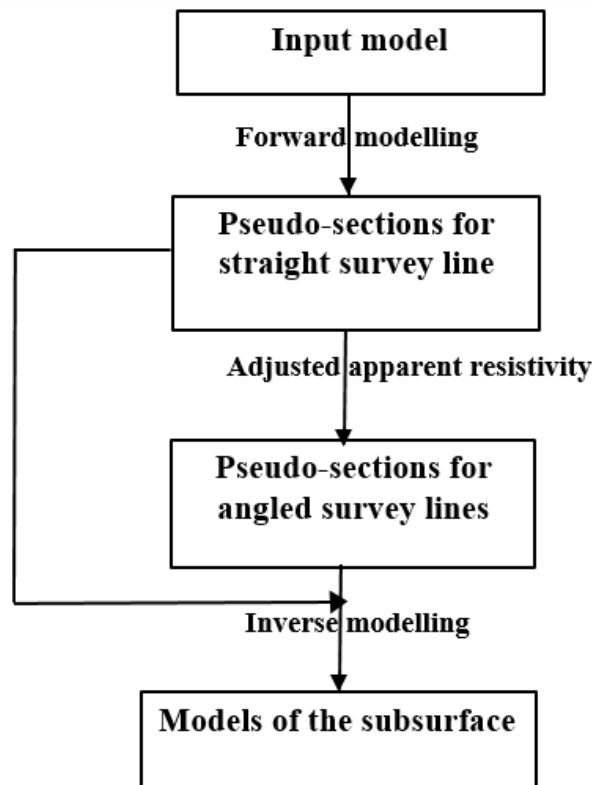 Input model
Forward modelling
Pseudo-sections for
straight survey line
Adjusted apparent resistivity
Pseudo-sections for
angled survey lines
Inverse modelling
Models of the subsurface